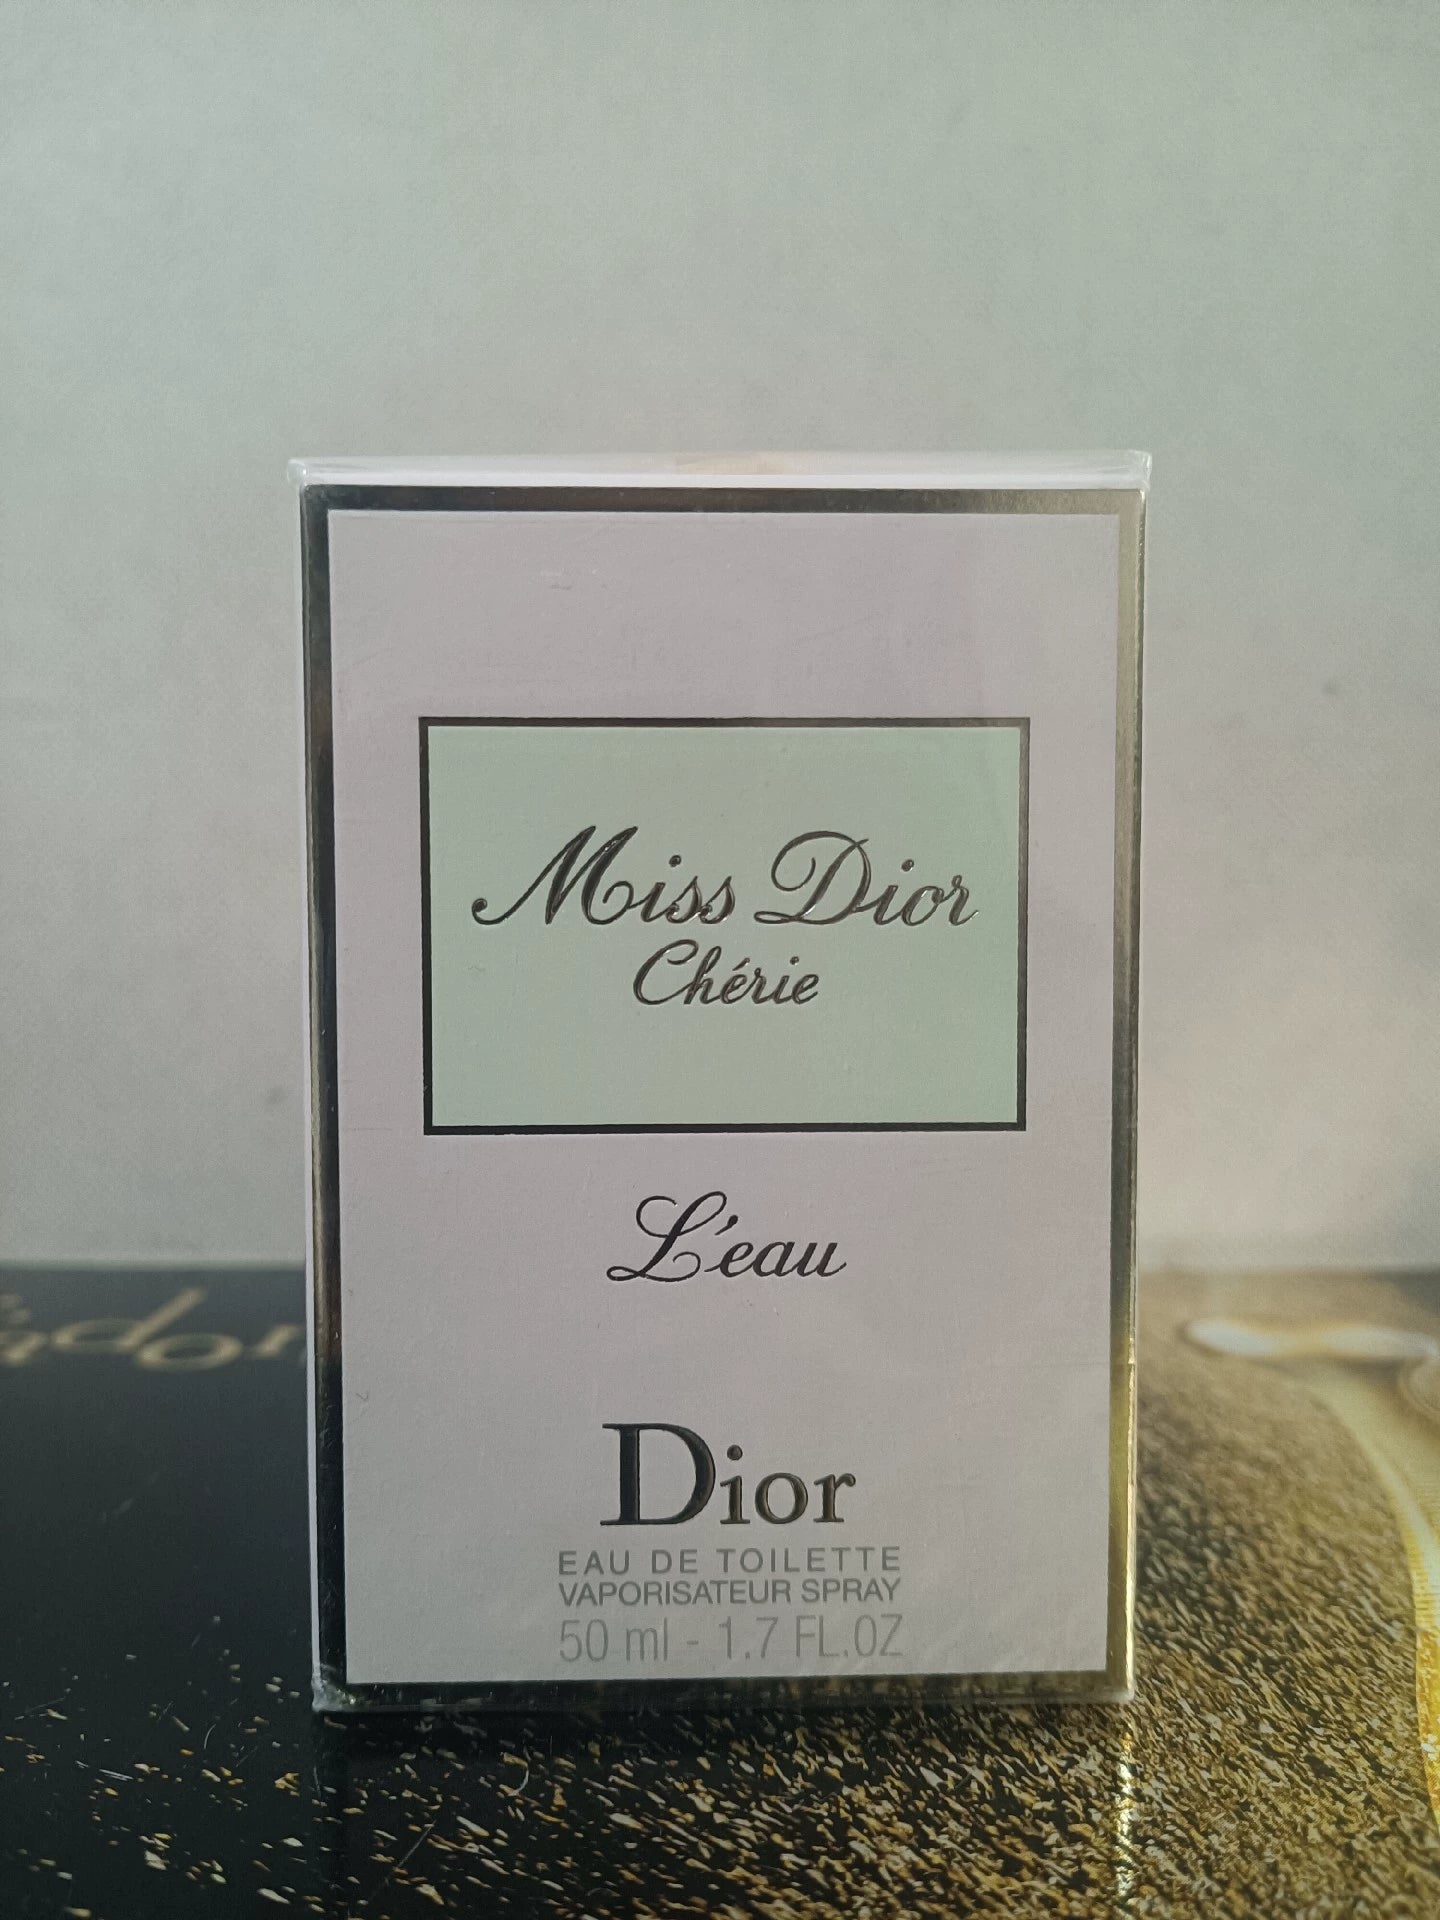 Miss Dior
Chérie
L'eau
Dior
EAU DE TOILETTE
VAPORISATEUR SPRAY
50 ml - 1.7 FL.OZ